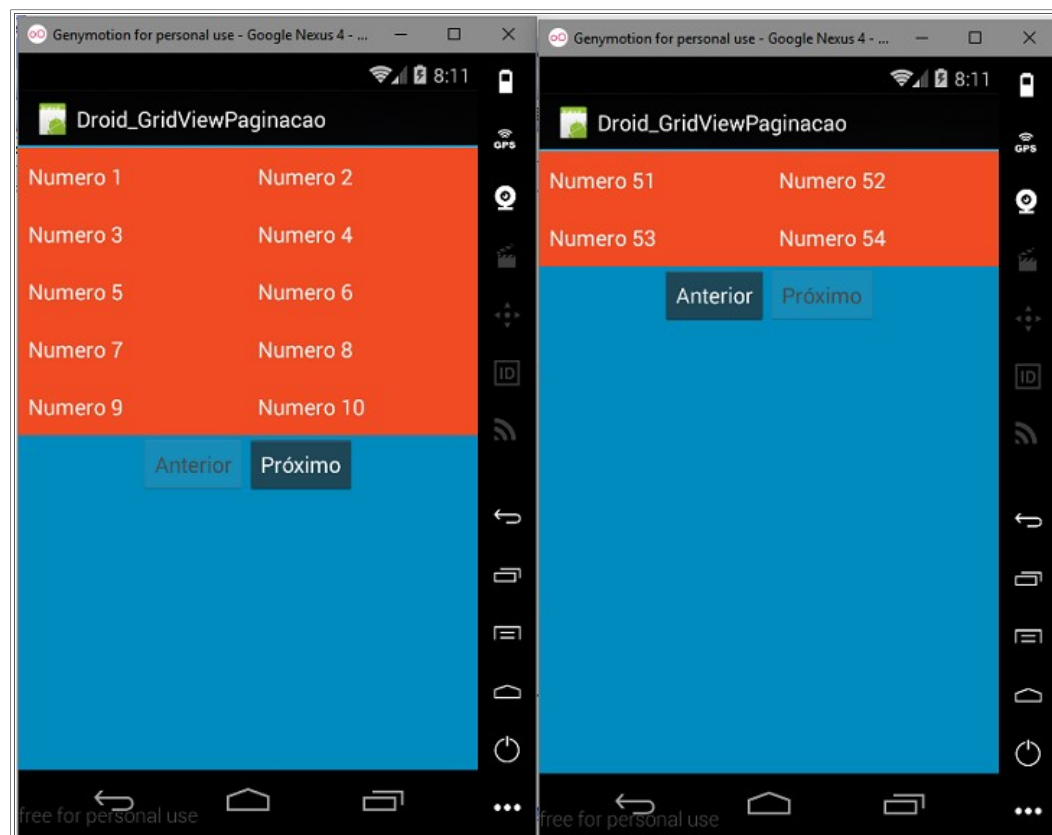 Genymotion for personal use - Google Nexus 4 - ...
8:11
Droid_GridViewPaginacao
GPS
Numero 1 Numero 2
Numero 3 Numero 4
Numero 5 Numero 6
Numero 7 Numero 8
Numero 9 Numero 10
Anterior Próximo
ID
free for personal use
Genymotion for personal use - Google Nexus 4 - ...
8:11
Droid_GridViewPaginacao
GPS
Numero 51 Numero 52
Numero 53 Numero 54
Anterior Próximo
ID
free for personal use